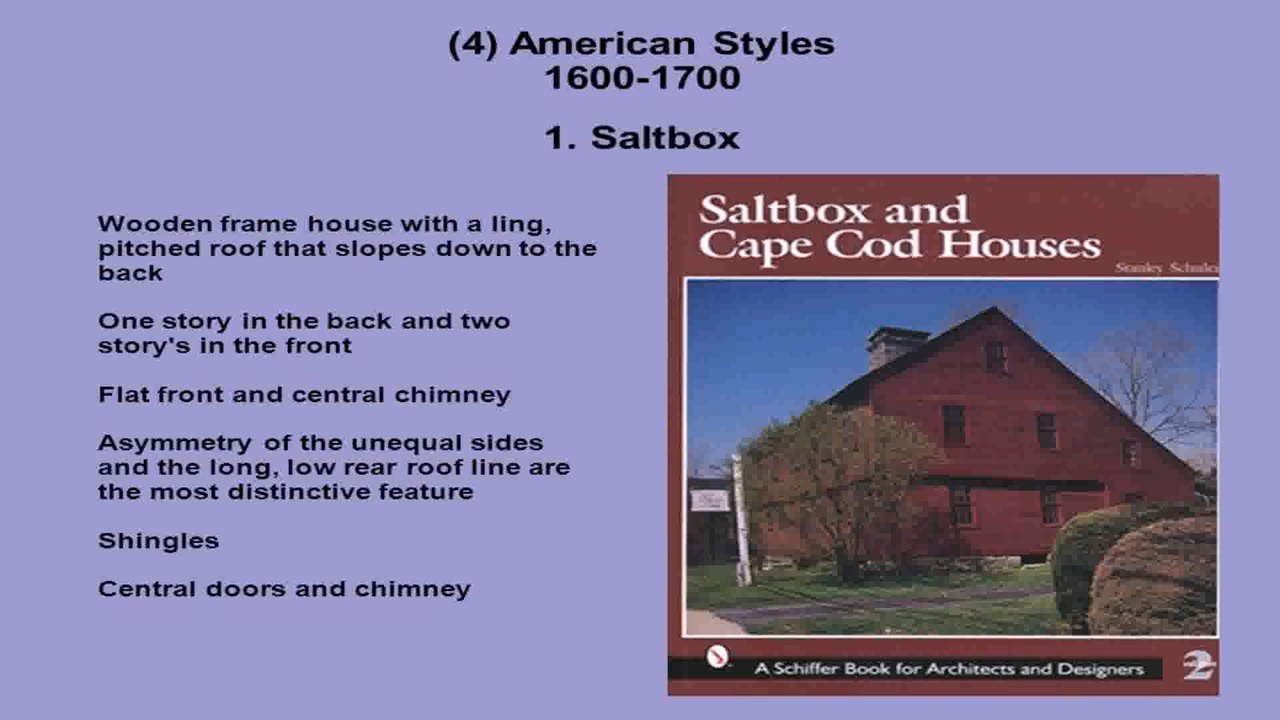 (4) American Styles
1600-1700
1. Saltbox
Wooden frame house with a ling,
pitched roof that slopes down to the
back
One story in the back and two
story's in the front
Flat front and central chimney
Asymmetry of the unequal sides
and the long, low rear roof line are
the most distinctive feature
Shingles
Central doors and chimney
Saltbox and
Cape Cod Houses
Stanley Schuler
A Schiffer Book for Architects and Designers
2